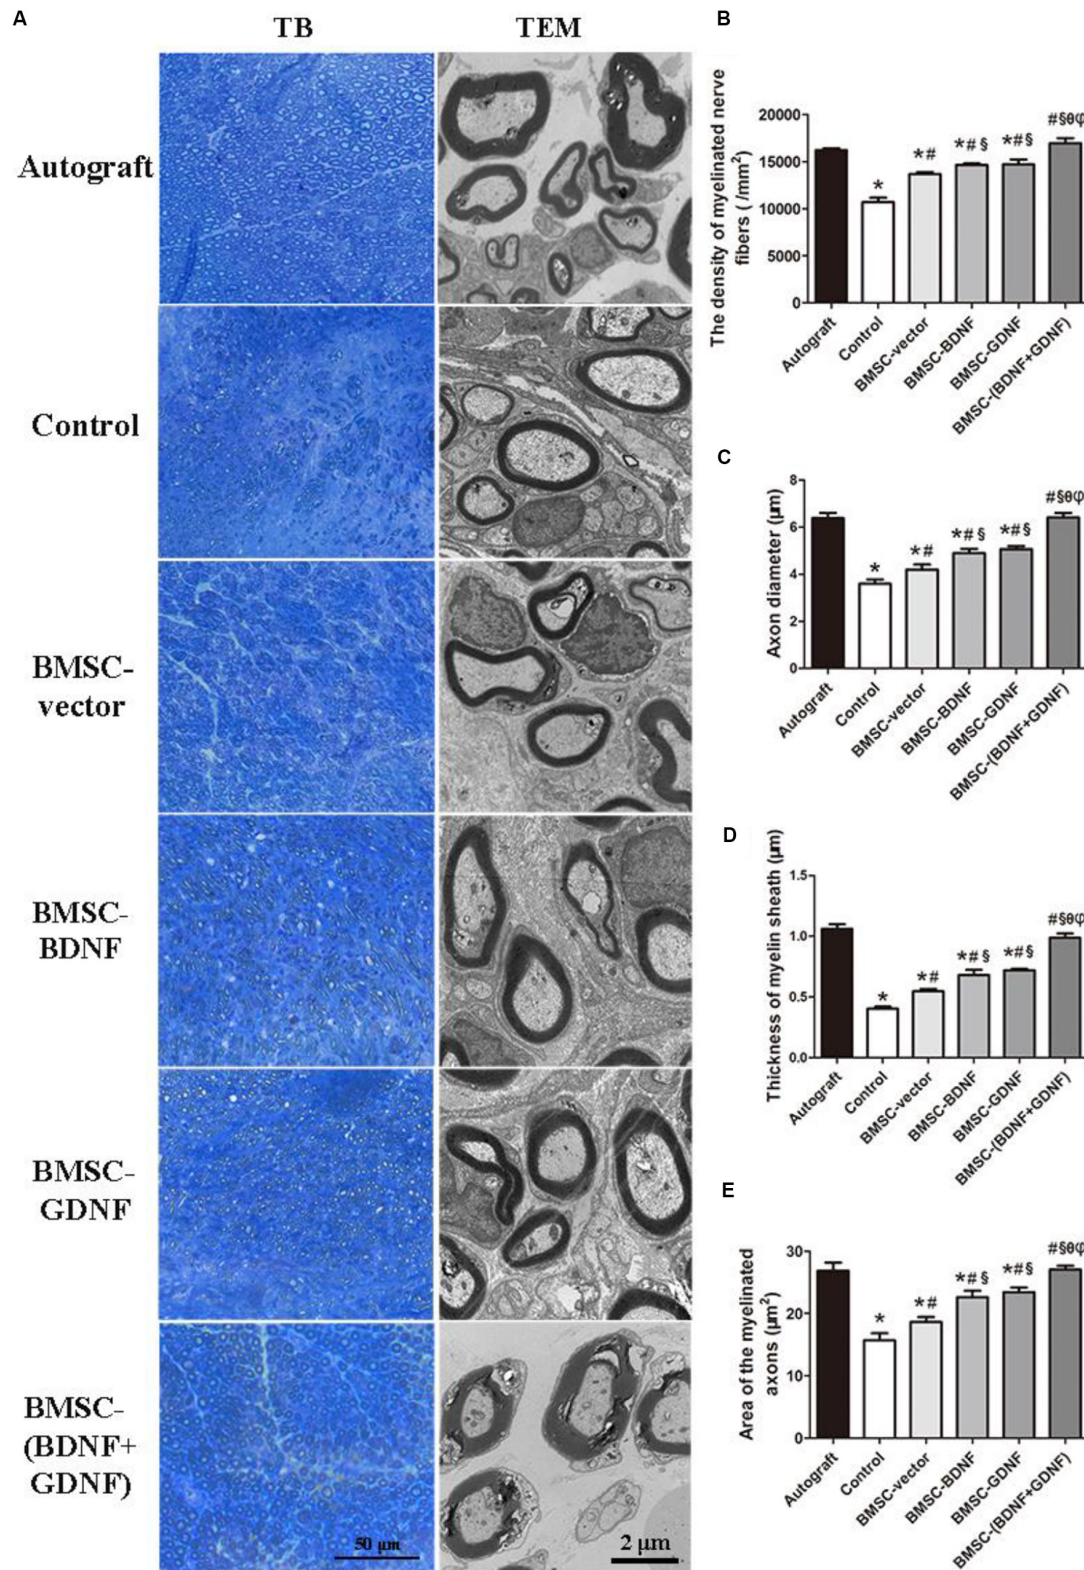 A
TB
TEM
Autograft
Control
BMSC-
vector
BMSC-
BDNF
BMSC-
GDNF
BMSC-
(BDNF+
GDNF)
50 μm
2 μm
B
The density of myelinated nerve
fibers ( /mm²)
20000
15000
10000
5000
0
*
*#
*# §
*# §
#§θφ
Autograft
Control
BMSC-vector
BMSC-BDNF
BMSC-GDNF
BMSC-(BDNF+GDNF)
C
Axon diameter (μm)
8
6
4
2
0
*
*#
*# §
*# §
#§θφ
Autograft
Control
BMSC-vector
BMSC-BDNF
BMSC-GDNF
BMSC-(BDNF+GDNF)
D
Thickness of myelin sheath (μm)
1.5
1.0
0.5
0.0
*
*#
*# §
*# §
#§θφ
Autograft
Control
BMSC-vector
BMSC-BDNF
BMSC-GDNF
BMSC-(BDNF+GDNF)
E
Area of the myelinated
axons (μm²)
30
20
10
0
*
*#
*# §
*# §
#§θφ
Autograft
Control
BMSC-vector
BMSC-BDNF
BMSC-GDNF
BMSC-(BDNF+GDNF)